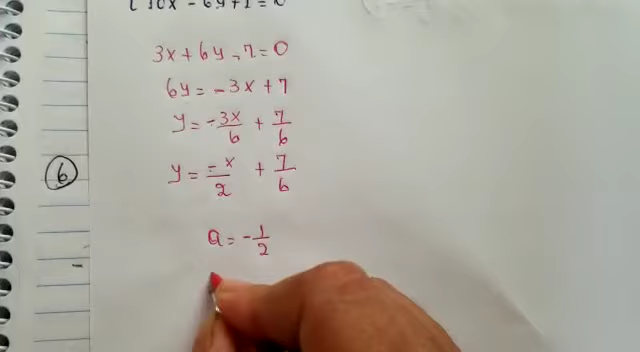 3x + 6y - 7 = 0
6y = -3x + 7
y = -3x/6 + 7/6
6
y = -x/2 + 7/6
a = -1/2